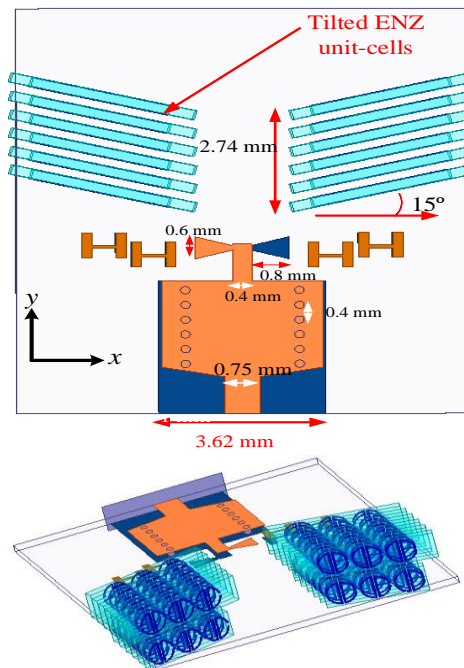 Tilted ENZ
unit-cells
2.74 mm
15º
0.6 mm
0.8 mm
0.4 mm
0.4 mm
y
x
0.75 mm
3.62 mm